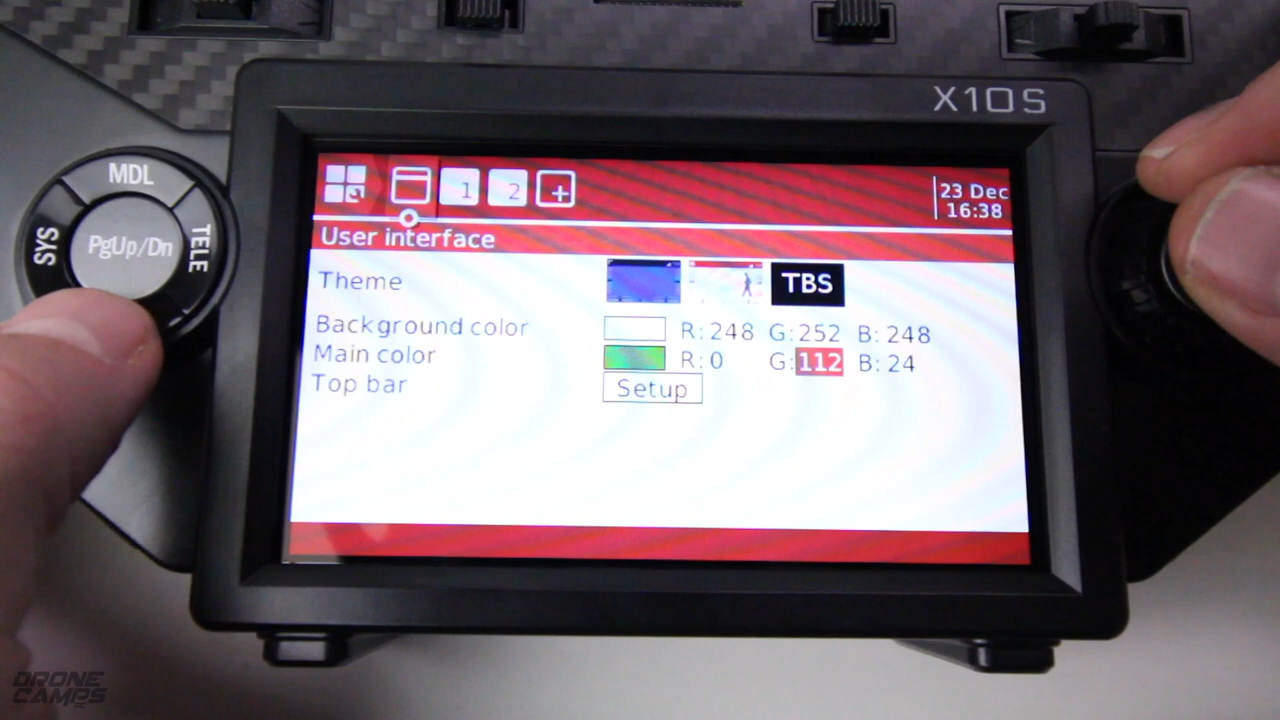 X10S
MDL
SYS
PgUp/Dn
TELE
1 2 +
23 Dec
16:38
User interface
Theme TBS
Background color R: 248 G: 252 B: 248
Main color R: 0 G: 112 B: 24
Top bar Setup
DRONE
CAMPS